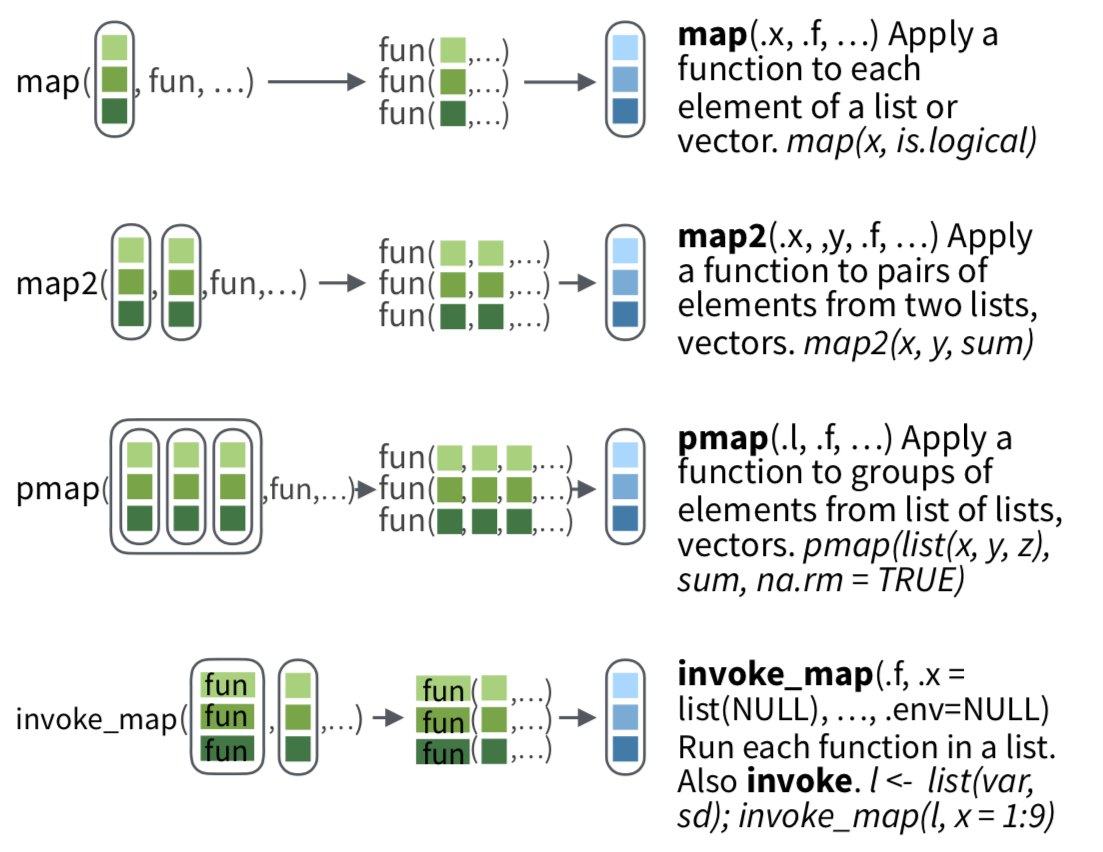 map( , fun, …)
fun( ,…)
fun( ,…)
fun( ,…)
map(.x, .f, …) Apply a
function to each
element of a list or
vector. map(x, is.logical)
map2( , ,fun,…)
fun( , ,…)
fun( , ,…)
fun( , ,…)
map2(.x, ,y, .f, …) Apply
a function to pairs of
elements from two lists,
vectors. map2(x, y, sum)
pmap( ,fun,…)
fun( , , ,…)
fun( , , ,…)
fun( , , ,…)
pmap(.l, .f, …) Apply a
function to groups of
elements from list of lists,
vectors. pmap(list(x, y, z),
sum, na.rm = TRUE)
invoke_map( fun
fun
fun , ,…)
fun( ,…)
fun( ,…)
fun( ,…)
invoke_map(.f, .x =
list(NULL), …, .env=NULL)
Run each function in a list.
Also invoke. l <- list(var,
sd); invoke_map(l, x = 1:9)